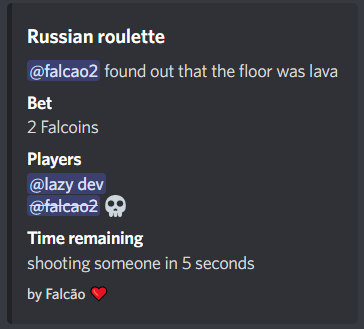 Russian roulette
@falcao2 found out that the floor was lava
Bet
2 Falcoins
Players
@lazy dev
@falcao2 💀
Time remaining
shooting someone in 5 seconds
by Falcão ❤️